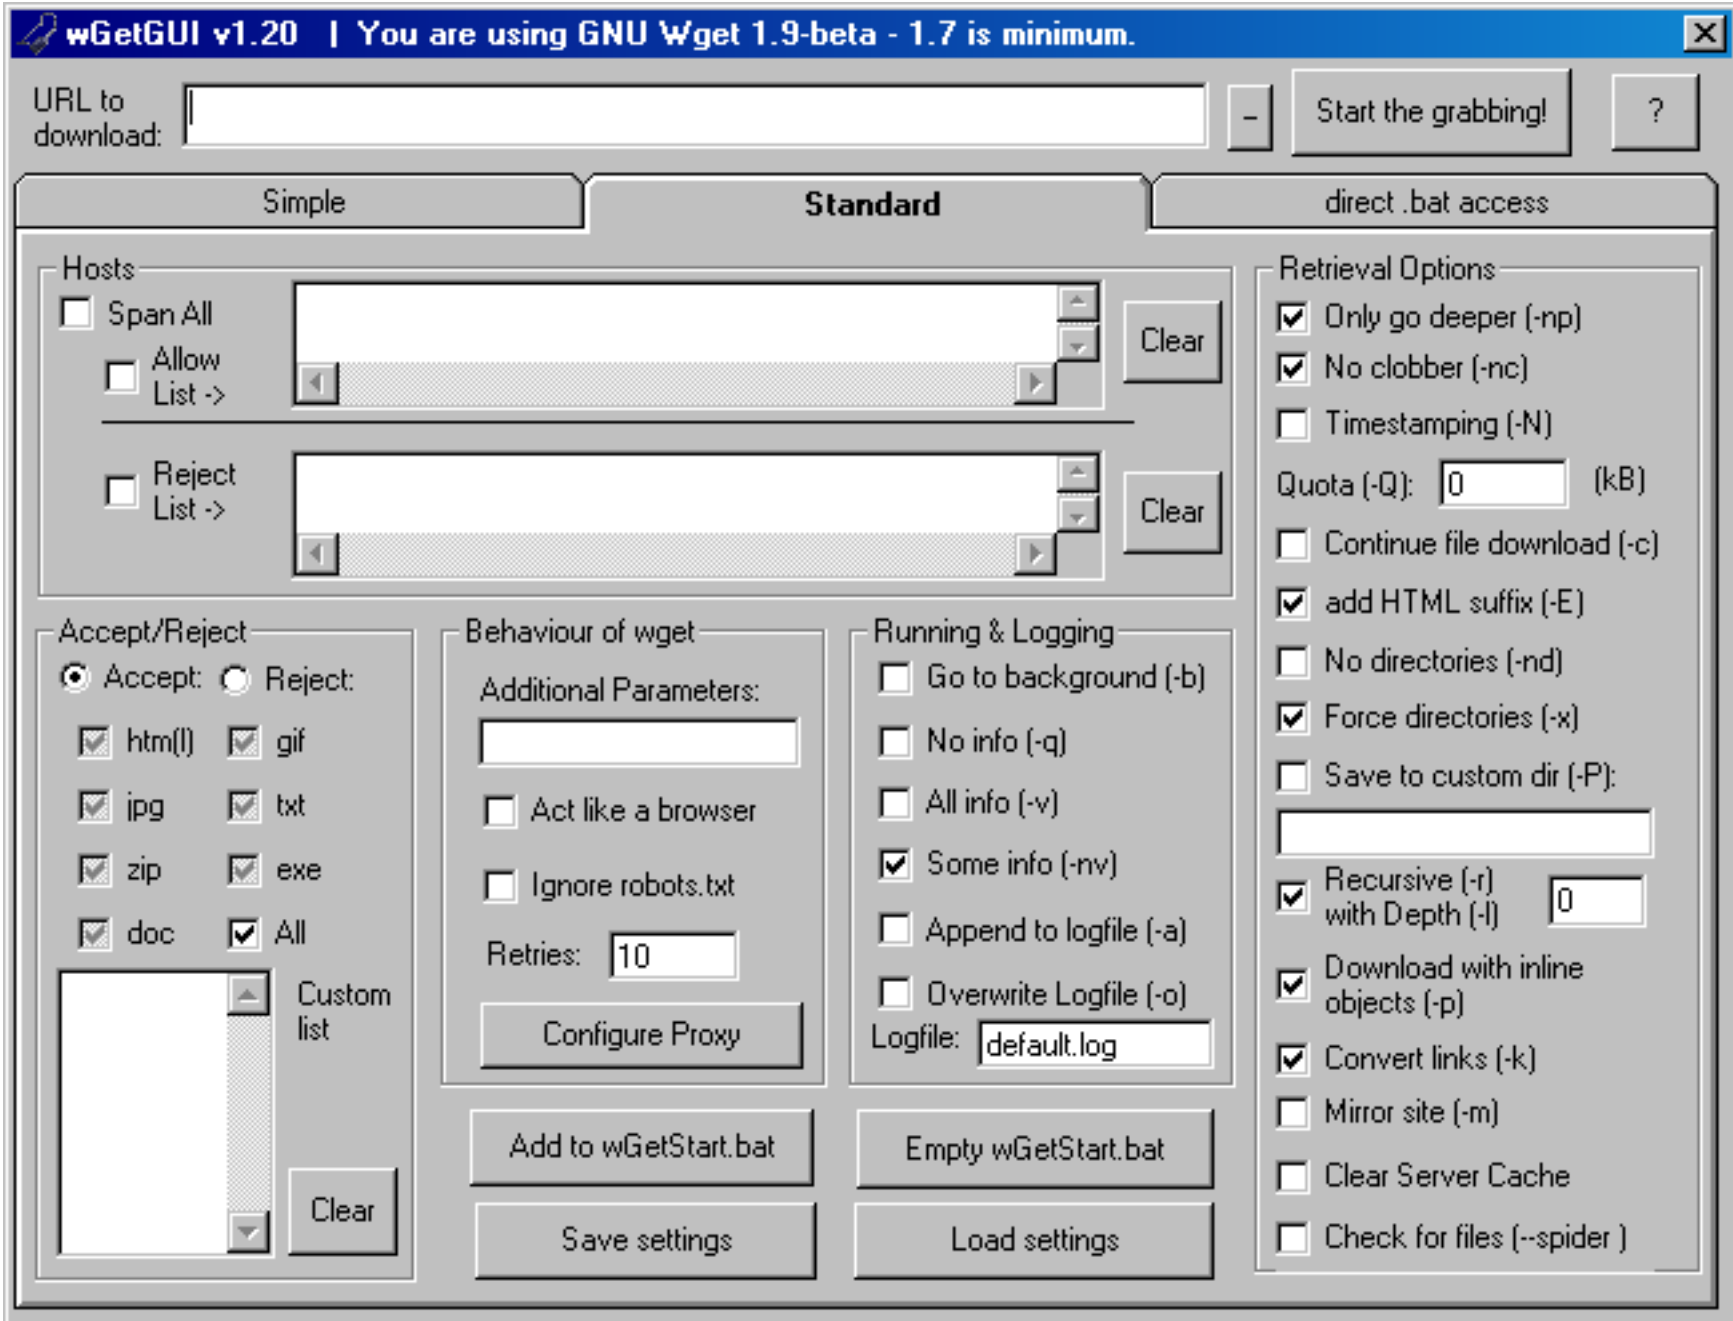 wGetGUI v1.20 | You are using GNU Wget 1.9-beta - 1.7 is minimum.
URL to
download:
–
Start the grabbing!
?
Simple
Standard
direct .bat access
Hosts
Span All
Allow
List ->
Clear
Reject
List ->
Clear
Accept/Reject
Accept: Reject:
htm(l) gif
jpg txt
zip exe
doc All
Custom
list
Clear
Behaviour of wget
Additional Parameters:
Act like a browser
Ignore robots.txt
Retries: 10
Configure Proxy
Running & Logging
Go to background (-b)
No info (-q)
All info (-v)
Some info (-nv)
Append to logfile (-a)
Overwrite Logfile (-o)
Logfile: default.log
Add to wGetStart.bat
Empty wGetStart.bat
Save settings
Load settings
Retrieval Options
Only go deeper (-np)
No clobber (-nc)
Timestamping (-N)
Quota (-Q): 0 (kB)
Continue file download (-c)
add HTML suffix (-E)
No directories (-nd)
Force directories (-x)
Save to custom dir (-P):
Recursive (-r)
with Depth (-l) 0
Download with inline
objects (-p)
Convert links (-k)
Mirror site (-m)
Clear Server Cache
Check for files (--spider )